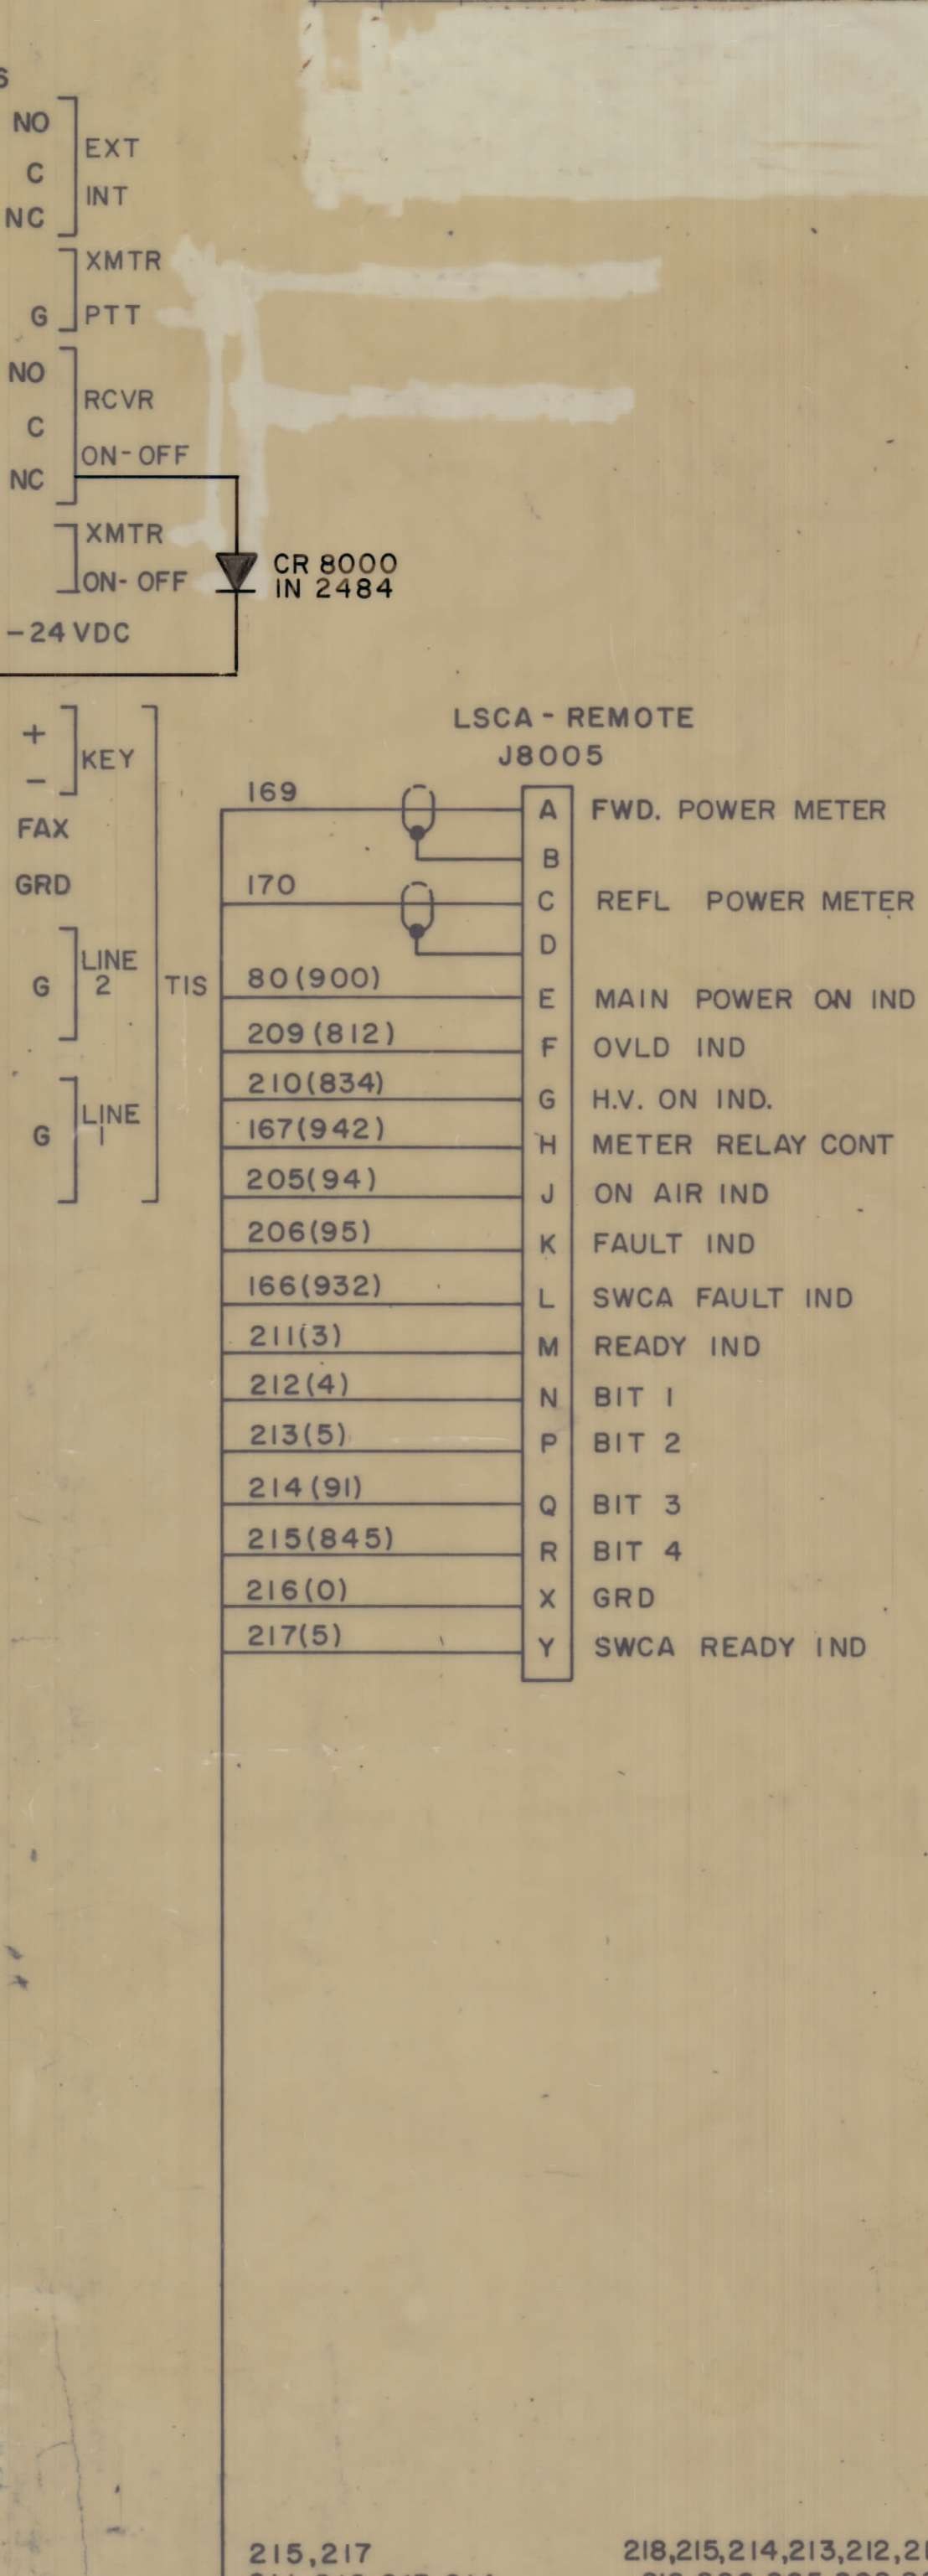 NO
EXT
C
INT
NC
XMTR
G PTT
NO
RCVR
C
ON-OFF
NC
XMTR
ON-OFF
CR 8000
IN 2484
-24 VDC
LSCA - REMOTE
J8005
+
KEY
-
FAX
GRD
LINE
G 2
TIS
LINE
G 1
169 A FWD. POWER METER
B
170 C REFL POWER METER
D
80(900) E MAIN POWER ON IND
209(812) F OVLD IND
210(834) G H.V. ON IND.
167(942) H METER RELAY CONT
205(94) J ON AIR IND
206(95) K FAULT IND
166(932) L SWCA FAULT IND
211(3) M READY IND
212(4) N BIT 1
213(5) P BIT 2
214(91) Q BIT 3
215(845) R BIT 4
216(0) X GRD
217(5) Y SWCA READY IND
215,217
218,215,214,213,212,21